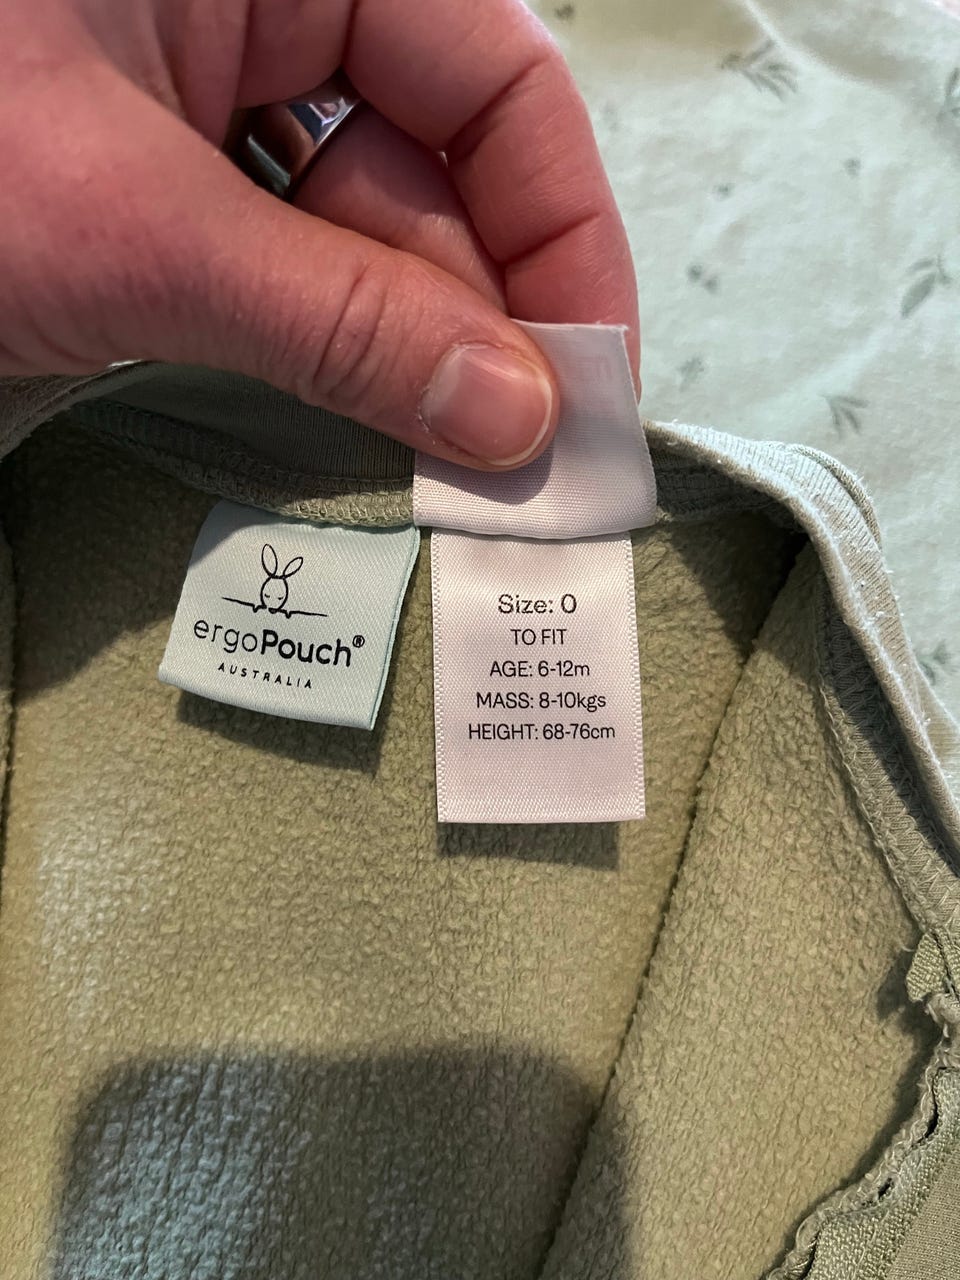 ergoPouch®
AUSTRALIA
Size: 0
TO FIT
AGE: 6-12m
MASS: 8-10kgs
HEIGHT: 68-76cm